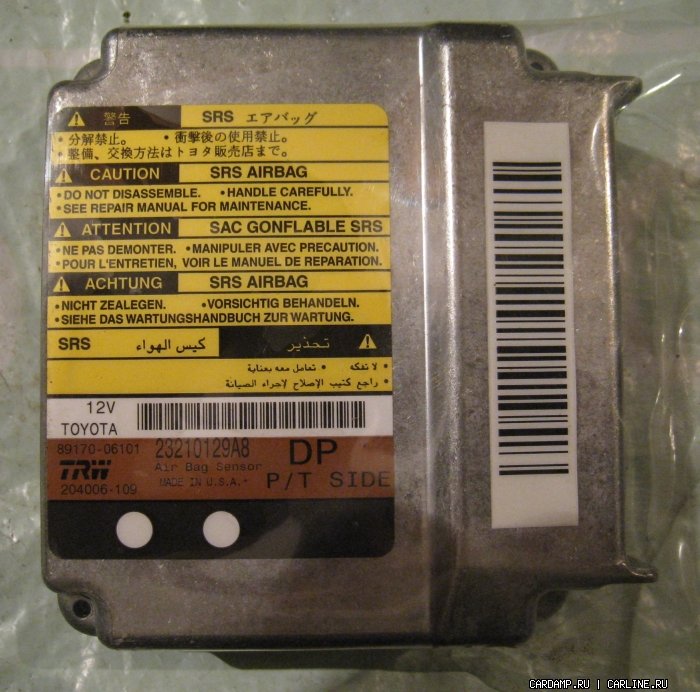 警告 SRS エアバッグ
・分解禁止。 ・衝撃後の使用禁止。
・整備、交換方法はトヨタ販売店まで。
CAUTION SRS AIRBAG
•DO NOT DISASSEMBLE. •HANDLE CAREFULLY.
•SEE REPAIR MANUAL FOR MAINTENANCE.
ATTENTION SAC GONFLABLE SRS
•NE PAS DEMONTER. •MANIPULER AVEC PRECAUTION.
•POUR L'ENTRETIEN, VOIR LE MANUEL DE REPARATION.
ACHTUNG SRS AIRBAG
•NICHT ZEALEGEN. •VORSICHTIG BEHANDELN.
•SIEHE DAS WARTUNGSHANDBUCH ZUR WARTUNG.
تحذير كيس الهواء SRS
• لا تفكه • تعامل معه بعناية
• راجع كتيب الإصلاح لإجراء الصيانة
12V
TOYOTA
89170-06101 23210129A8 DP
TRW Air Bag Sensor
204006-109 MADE IN U.S.A. P/T SIDE
CARDAMP.RU | CARLINE.RU